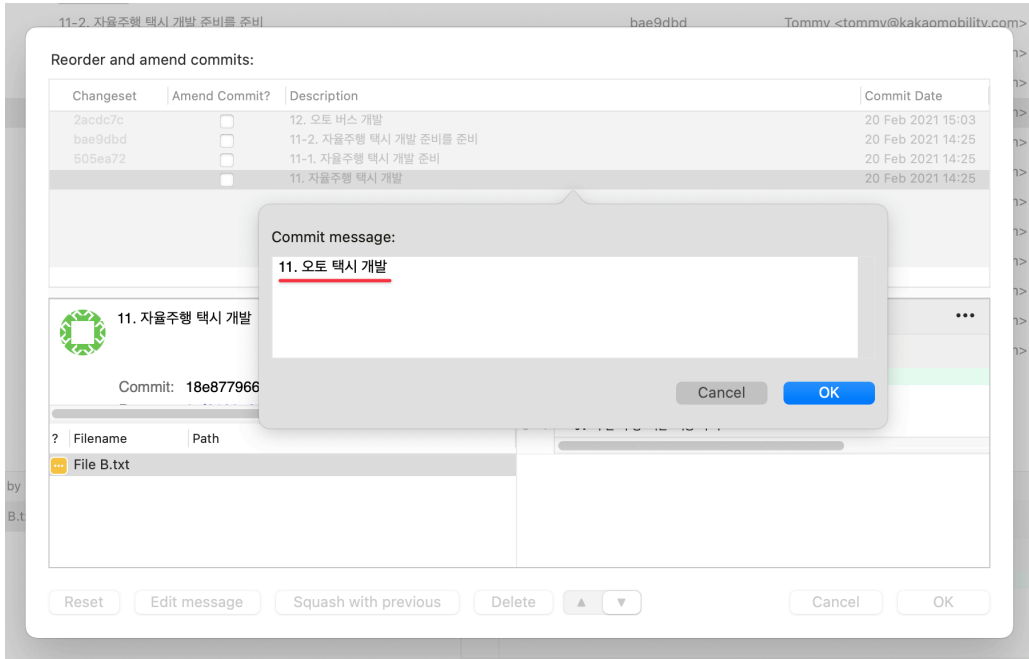 11-2. 자율주행 택시 개발 준비를 준비 bae9dbd Tommy <tommy@kakaomobility.com>
Reorder and amend commits:
Changeset Amend Commit? Description Commit Date
2acdc7c 12. 오토 버스 개발 20 Feb 2021 15:03
bae9dbd 11-2. 자율주행 택시 개발 준비를 준비 20 Feb 2021 14:25
505ea72 11-1. 자율주행 택시 개발 준비 20 Feb 2021 14:25
11. 자율주행 택시 개발 20 Feb 2021 14:25
Commit message:
11. 오토 택시 개발
Cancel OK
11. 자율주행 택시 개발
Commit: 18e877966
? Filename Path
File B.txt
by
B.t
Reset Edit message Squash with previous Delete Cancel OK